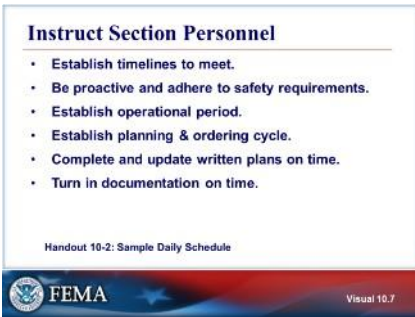 Instruct Section Personnel
• Establish timelines to meet.
• Be proactive and adhere to safety requirements.
• Establish operational period.
• Establish planning & ordering cycle.
• Complete and update written plans on time.
• Turn in documentation on time.
Handout 10-2: Sample Daily Schedule
FEMA
Visual 10.7